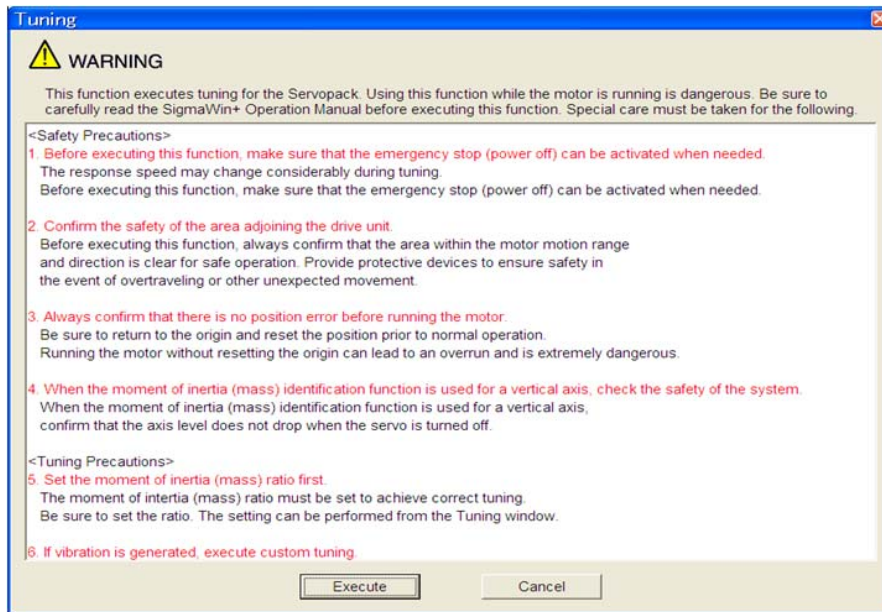 Tuning
WARNING
This function executes tuning for the Servopack. Using this function while the motor is running is dangerous. Be sure to
carefully read the SigmaWin+ Operation Manual before executing this function. Special care must be taken for the following.
<Safety Precautions>
1. Before executing this function, make sure that the emergency stop (power off) can be activated when needed.
The response speed may change considerably during tuning.
Before executing this function, make sure that the emergency stop (power off) can be activated when needed.
2. Confirm the safety of the area adjoining the drive unit.
Before executing this function, always confirm that the area within the motor motion range
and direction is clear for safe operation. Provide protective devices to ensure safety in
the event of overtraveling or other unexpected movement.
3. Always confirm that there is no position error before running the motor.
Be sure to return to the origin and reset the position prior to normal operation.
Running the motor without resetting the origin can lead to an overrun and is extremely dangerous.
4. When the moment of inertia (mass) identification function is used for a vertical axis, check the safety of the system.
When the moment of inertia (mass) identification function is used for a vertical axis,
confirm that the axis level does not drop when the servo is turned off.
<Tuning Precautions>
5. Set the moment of inertia (mass) ratio first.
The moment of intertia (mass) ratio must be set to achieve correct tuning.
Be sure to set the ratio. The setting can be performed from the Tuning window.
6. If vibration is generated, execute custom tuning.
Execute
Cancel